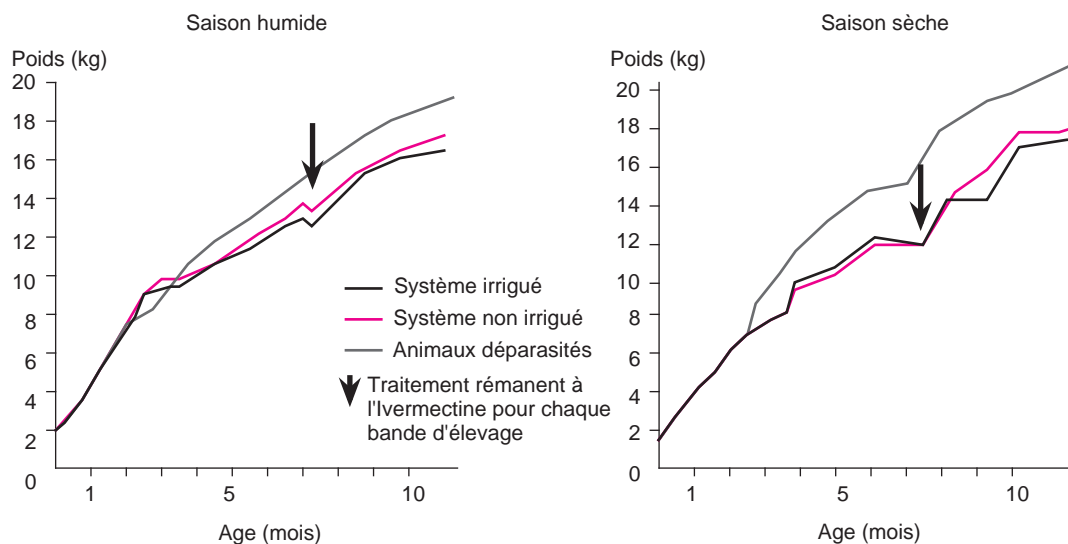 Saison humide
Poids (kg)
20
18
16
14
12
10
8
6
4
2
0
1
5
10
Age (mois)
Système irrigué
Système non irrigué
Animaux déparasités
Traitement rémanent à
l'Ivermectine pour chaque
bande d'élevage
Saison sèche
Poids (kg)
20
18
16
14
12
10
8
6
4
2
0
1
5
10
Age (mois)